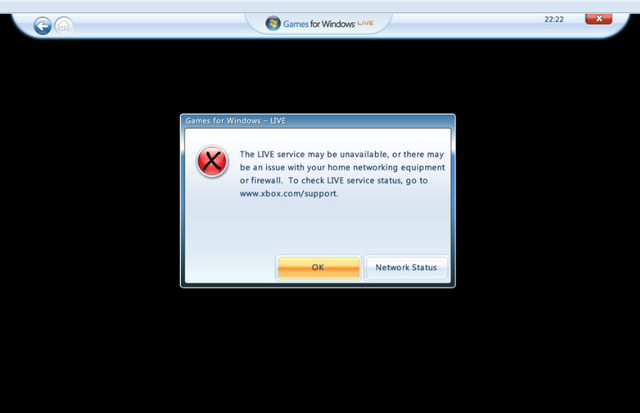 Games for Windows LIVE
22:22
Games for Windows – LIVE
The LIVE service may be unavailable, or there may
be an issue with your home networking equipment
or firewall.  To check LIVE service status, go to
www.xbox.com/support.
OK
Network Status